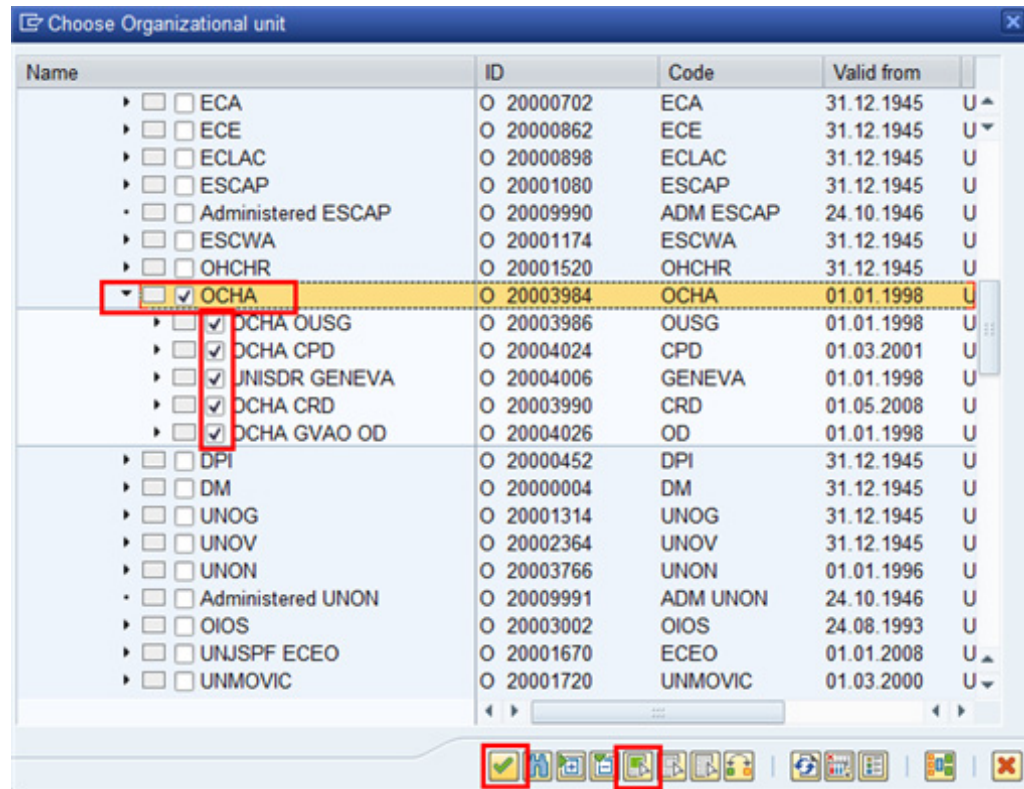 Choose Organizational unit
Name ID Code Valid from
ECA O 20000702 ECA 31.12.1945 U
ECE O 20000862 ECE 31.12.1945 U
ECLAC O 20000898 ECLAC 31.12.1945 U
ESCAP O 20001080 ESCAP 31.12.1945 U
Administered ESCAP O 20009990 ADM ESCAP 24.10.1946 U
ESCWA O 20001174 ESCWA 31.12.1945 U
OHCHR O 20001520 OHCHR 31.12.1945 U
OCHA O 20003984 OCHA 01.01.1998 U
OCHA OUSG O 20003986 OUSG 01.01.1998 U
OCHA CPD O 20004024 CPD 01.03.2001 U
UNISDR GENEVA O 20004006 GENEVA 01.01.1998 U
OCHA CRD O 20003990 CRD 01.05.2008 U
OCHA GVAO OD O 20004026 OD 01.01.1998 U
DPI O 20000452 DPI 31.12.1945 U
DM O 20000004 DM 31.12.1945 U
UNOG O 20001314 UNOG 31.12.1945 U
UNOV O 20002364 UNOV 31.12.1945 U
UNON O 20003766 UNON 01.01.1996 U
Administered UNON O 20009991 ADM UNON 24.10.1946 U
OIOS O 20003002 OIOS 24.08.1993 U
UNJSPF ECEO O 20001670 ECEO 01.01.2008 U
UNMOVIC O 20001720 UNMOVIC 01.03.2000 U